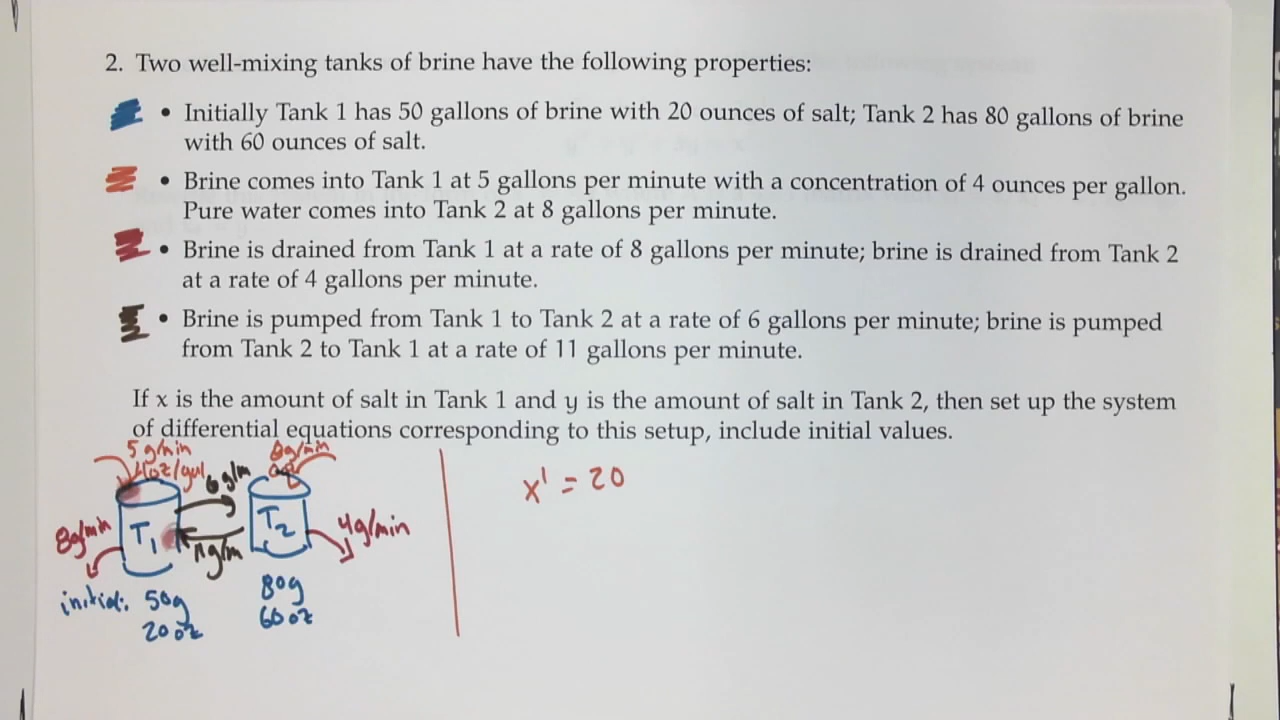 2. Two well-mixing tanks of brine have the following properties:
• Initially Tank 1 has 50 gallons of brine with 20 ounces of salt; Tank 2 has 80 gallons of brine
with 60 ounces of salt.
• Brine comes into Tank 1 at 5 gallons per minute with a concentration of 4 ounces per gallon.
Pure water comes into Tank 2 at 8 gallons per minute.
• Brine is drained from Tank 1 at a rate of 8 gallons per minute; brine is drained from Tank 2
at a rate of 4 gallons per minute.
• Brine is pumped from Tank 1 to Tank 2 at a rate of 6 gallons per minute; brine is pumped
from Tank 2 to Tank 1 at a rate of 11 gallons per minute.
If x is the amount of salt in Tank 1 and y is the amount of salt in Tank 2, then set up the system
of differential equations corresponding to this setup, include initial values.
5 g/min
4oz/gal
6g/m
8g/min
T1
T2
8g/min
11g/m
4g/min
initial: 50g
20oz
80g
60oz
x' = 20